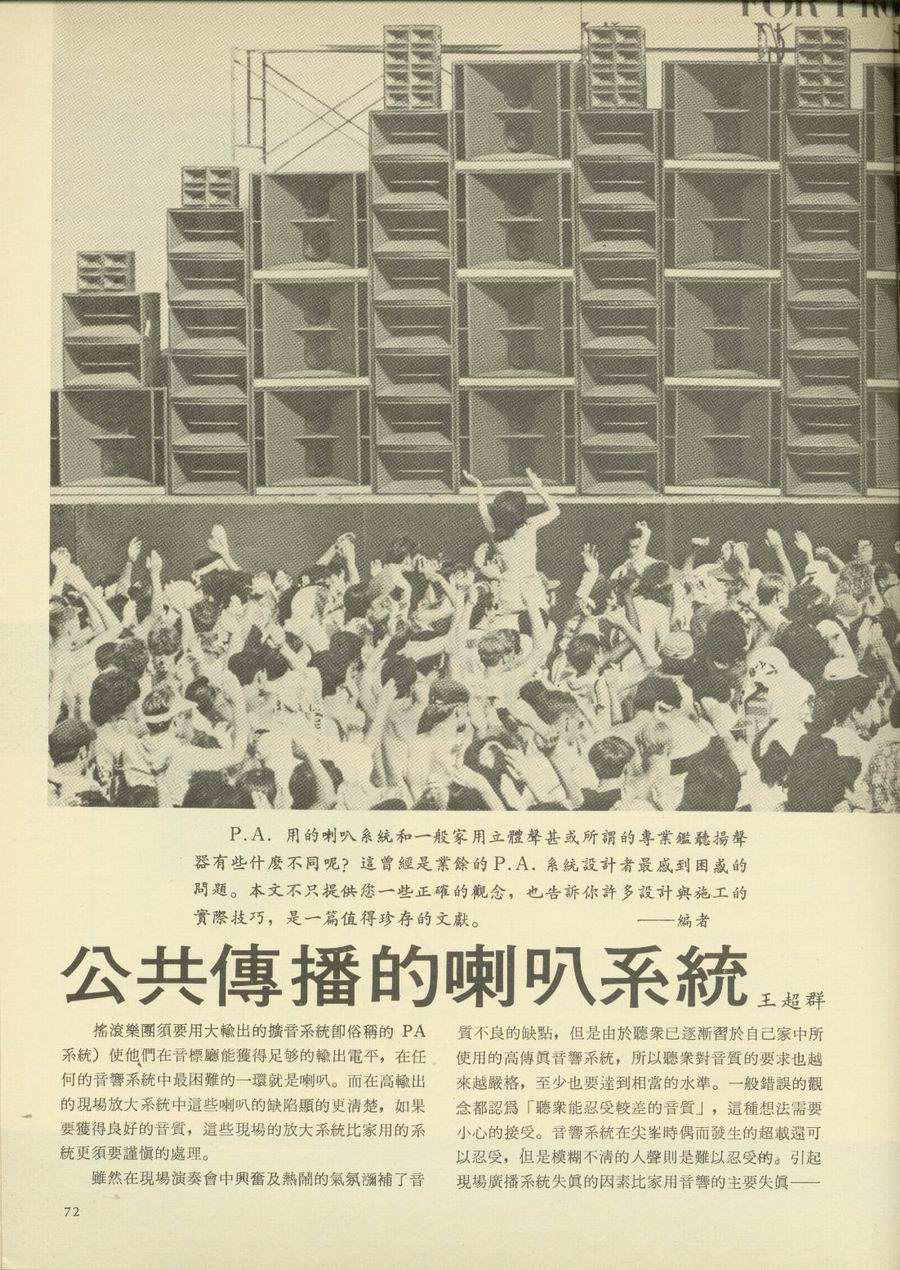 FOR PRO
P.A. 用的喇叭系統和一般家用立體聲甚或所謂的專業鑑聽揚聲
器有些什麽不同呢？這曾經是業餘的P.A. 系統設計者最感到困惑的
問題。本文不只提供您一些正確的觀念，也告訴你許多設計與施工的
實際技巧，是一篇值得珍存的文獻。　——編者
公共傳播的喇叭系統
王超群
搖滾樂團須要用大輸出的擴音系統卽俗稱的 PA
系統）使他們在音標廳能獲得足够的輸出電平，在任
何的音響系統中最困難的一環就是喇叭。而在高輸出
的現場放大系統中這些喇叭的缺陷顯的更清楚，如果
要獲得良好的音質，這些現場的放大系統比家用的系
統更須要謹愼的處理。
雖然在現場演奏會中興奮及熱鬧的氣氛彌補了音
質不良的缺點，但是由於聽衆已逐漸習於自己家中所
使用的高傳眞音響系統，所以聽衆對音質的要求也越
來越嚴格，至少也要達到相當的水準。一般錯誤的觀
念都認爲「聽衆能忍受較差的音質」，這種想法需要
小心的接受。音響系統在尖峯時偶而發生的超載還可
以忍受，但是模糊不清的人聲則是難以忍受的。引起
現場廣播系統失眞的因素比家用音響的主要失眞——
72